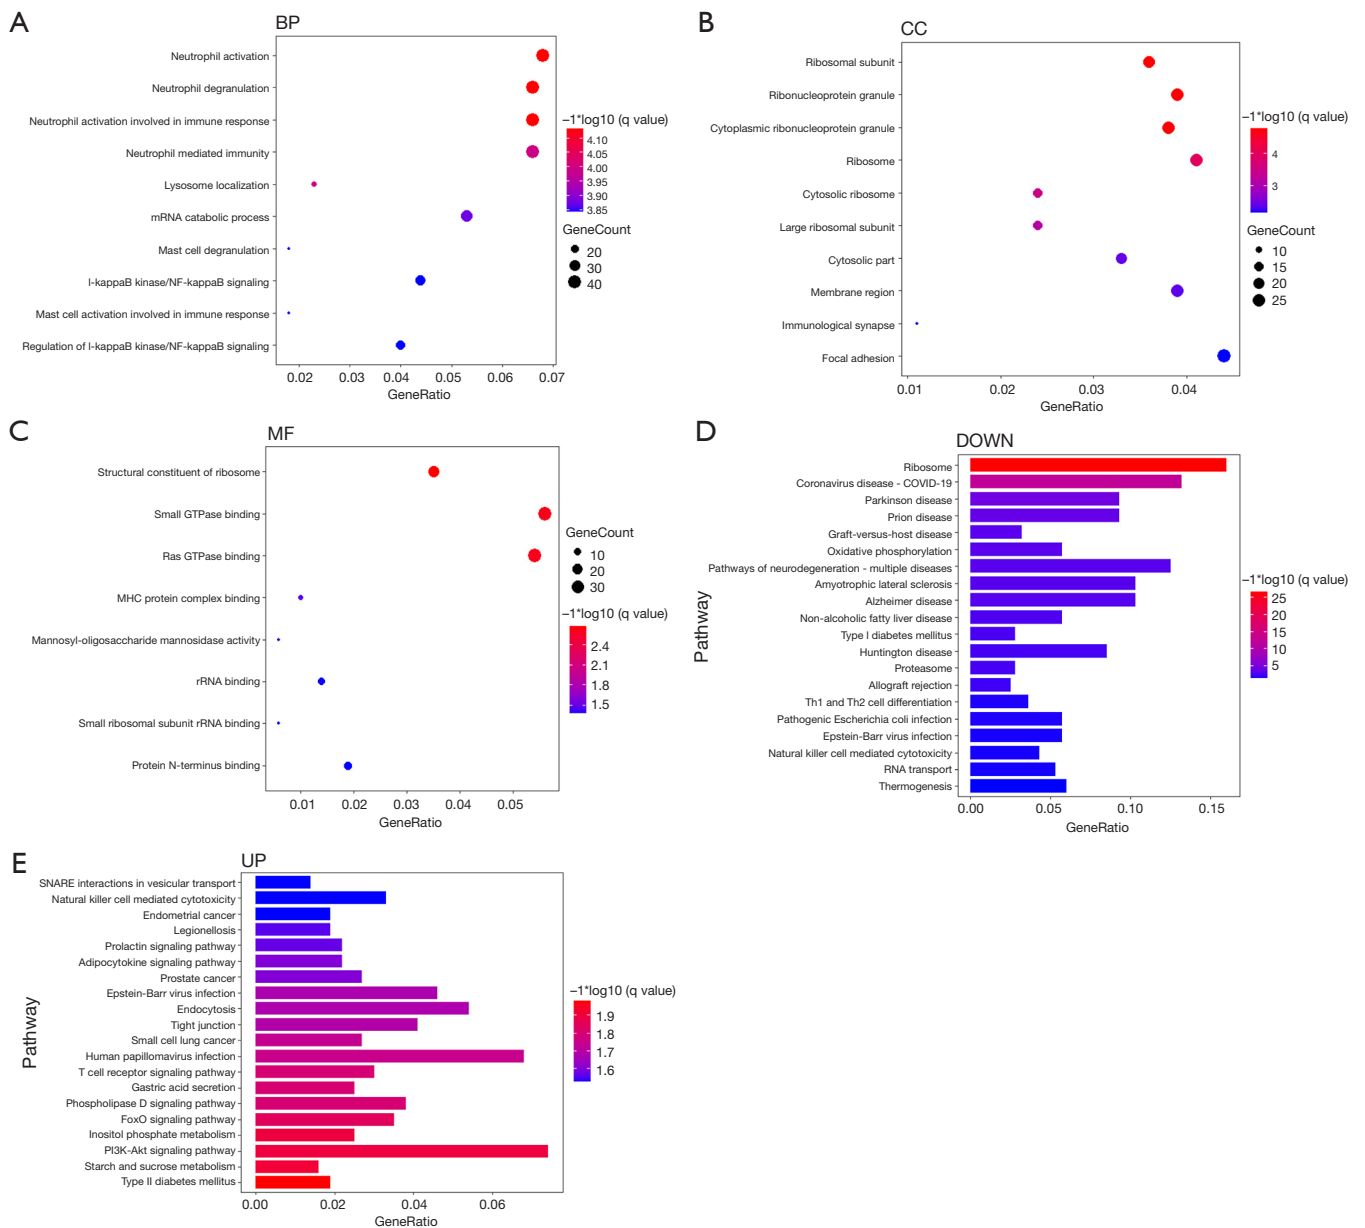 A
BP
Neutrophil activation
Neutrophil degranulation
Neutrophil activation involved in immune response
Neutrophil mediated immunity
Lysosome localization
mRNA catabolic process
Mast cell degranulation
I-kappaB kinase/NF-kappaB signaling
Mast cell activation involved in immune response
Regulation of I-kappaB kinase/NF-kappaB signaling
0.02 0.03 0.04 0.05 0.06 0.07
GeneRatio
−1*log10 (q value)
4.10
4.05
4.00
3.95
3.90
3.85
GeneCount
20
30
40
B
CC
Ribosomal subunit
Ribonucleoprotein granule
Cytoplasmic ribonucleoprotein granule
Ribosome
Cytosolic ribosome
Large ribosomal subunit
Cytosolic part
Membrane region
Immunological synapse
Focal adhesion
0.01 0.02 0.03 0.04
GeneRatio
−1*log10 (q value)
4
3
GeneCount
10
15
20
25
C
MF
Structural constituent of ribosome
Small GTPase binding
Ras GTPase binding
MHC protein complex binding
Mannosyl-oligosaccharide mannosidase activity
rRNA binding
Small ribosomal subunit rRNA binding
Protein N-terminus binding
0.01 0.02 0.03 0.04 0.05
GeneRatio
GeneCount
10
20
30
−1*log10 (q value)
2.4
2.1
1.8
1.5
D
DOWN
Pathway
Ribosome
Coronavirus disease - COVID-19
Parkinson disease
Prion disease
Graft-versus-host disease
Oxidative phosphorylation
Pathways of neurodegeneration - multiple diseases
Amyotrophic lateral sclerosis
Alzheimer disease
Non-alcoholic fatty liver disease
Type I diabetes mellitus
Huntington disease
Proteasome
Allograft rejection
Th1 and Th2 cell differentiation
Pathogenic Escherichia coli infection
Epstein-Barr virus infection
Natural killer cell mediated cytotoxicity
RNA transport
Thermogenesis
0.00 0.05 0.10 0.15
GeneRatio
−1*log10 (q value)
25
20
15
10
5
E
UP
Pathway
SNARE interactions in vesicular transport
Natural killer cell mediated cytotoxicity
Endometrial cancer
Legionellosis
Prolactin signaling pathway
Adipocytokine signaling pathway
Prostate cancer
Epstein-Barr virus infection
Endocytosis
Tight junction
Small cell lung cancer
Human papillomavirus infection
T cell receptor signaling pathway
Gastric acid secretion
Phospholipase D signaling pathway
FoxO signaling pathway
Inositol phosphate metabolism
PI3K-Akt signaling pathway
Starch and sucrose metabolism
Type II diabetes mellitus
0.00 0.02 0.04 0.06
GeneRatio
−1*log10 (q value)
1.9
1.8
1.7
1.6